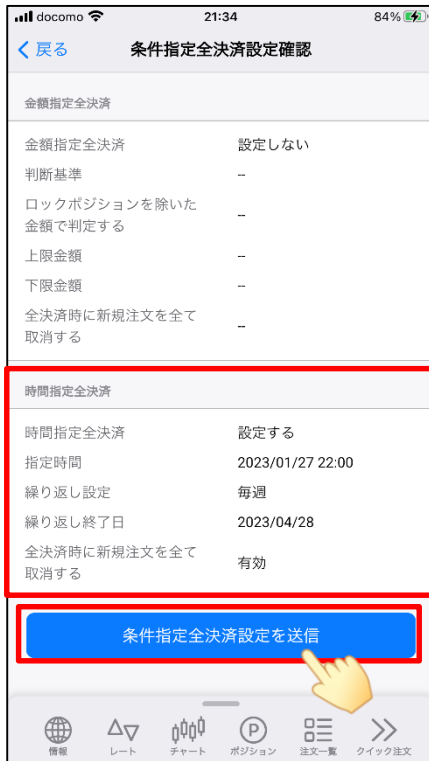 docomo 21:34 84%
戻る 条件指定全決済設定確認
金額指定全決済
金額指定全決済 設定しない
判断基準 --
ロックポジションを除いた
金額で判定する --
上限金額 --
下限金額 --
全決済時に新規注文を全て
取消する --
時間指定全決済
時間指定全決済 設定する
指定時間 2023/01/27 22:00
繰り返し設定 毎週
繰り返し終了日 2023/04/28
全決済時に新規注文を全て
取消する 有効
条件指定全決済設定を送信
P
情報 レート チャート ポジション 注文一覧 クイック注文